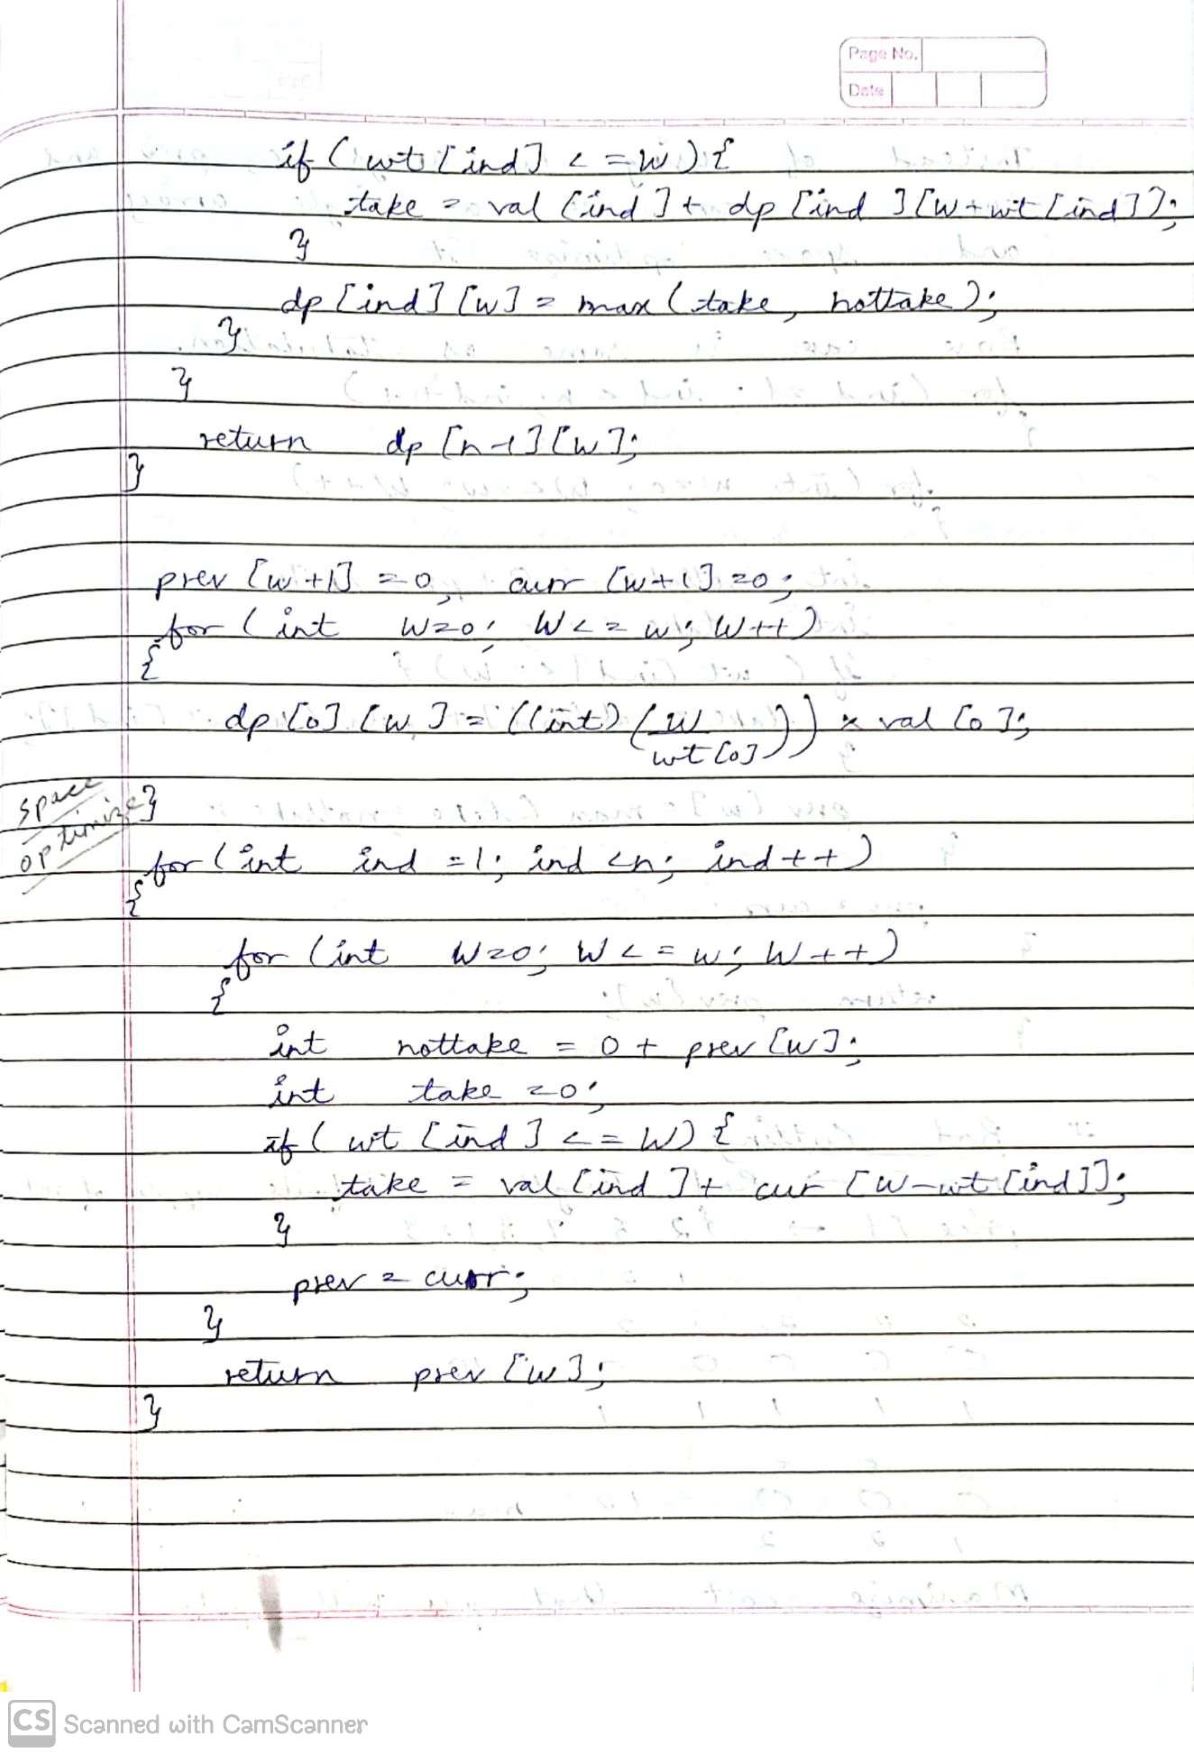 Page No.
Date
if (wt [ind] <= W) {
take = val [ind] + dp [ind] [W + wt [ind]];
}
dp [ind] [W] = max (take, nottake);
}
}
return dp [n-1] [W];
}
prev [w+1] = 0, curr [w+1] = 0;
for (int W=0; W <= w; W++)
{
dp [0] [W] = ((int) (W
wt [0])) * val [0];
space
optimize
}
for (int ind = 1; ind < n; ind++)
{
for (int W=0; W <= w; W++)
{
int nottake = 0 + prev [W];
int take = 0;
if (wt [ind] <= W) {
take = val [ind] + cur [W-wt [ind]];
}
prev = curr;
}
return prev [w];
}
CS Scanned with CamScanner